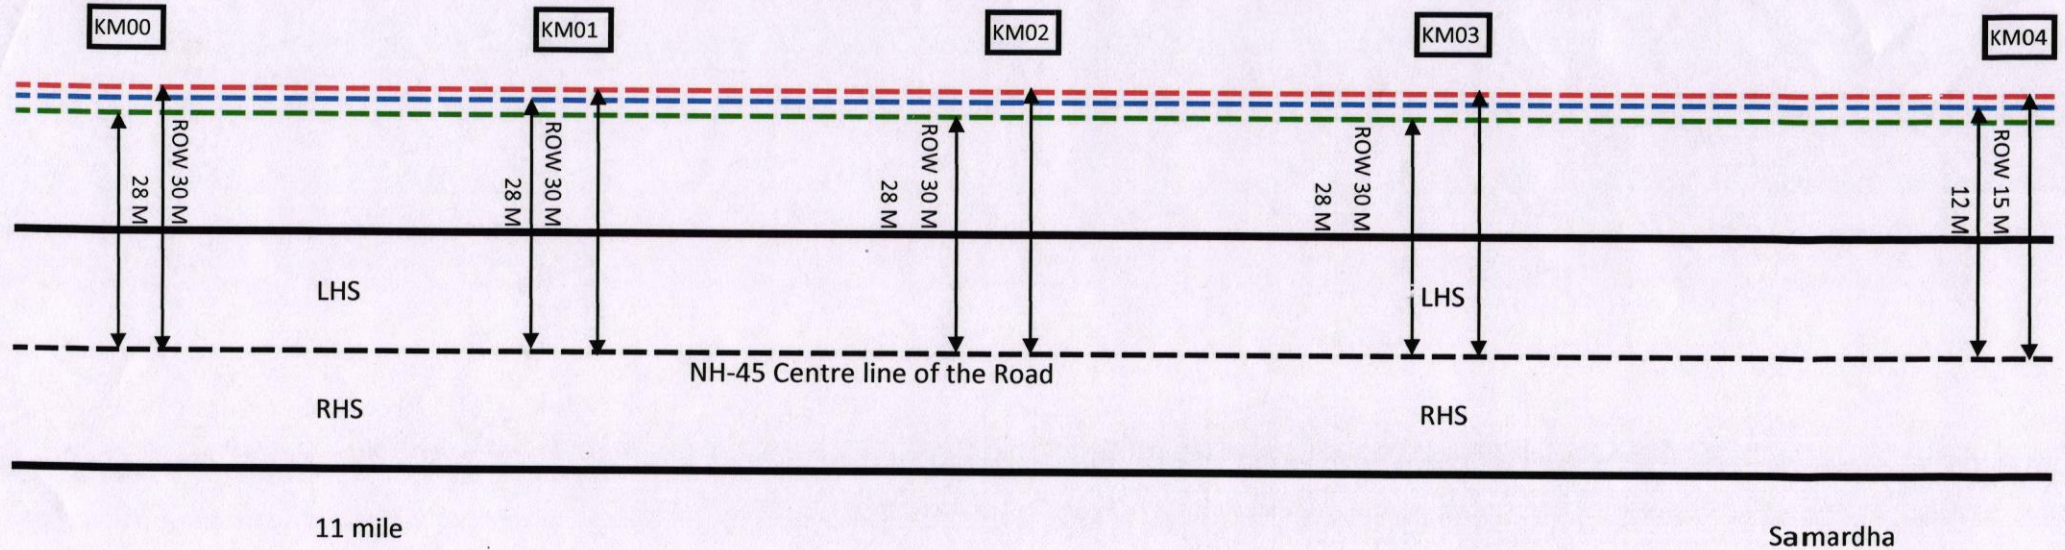 KM00
KM01
KM02
KM03
KM04
ROW 30 M
28 M
ROW 30 M
28 M
ROW 30 M
28 M
ROW 30 M
28 M
ROW 15 M
12 M
LHS
LHS
NH-45 Centre line of the Road
RHS
RHS
11 mile
Samardha